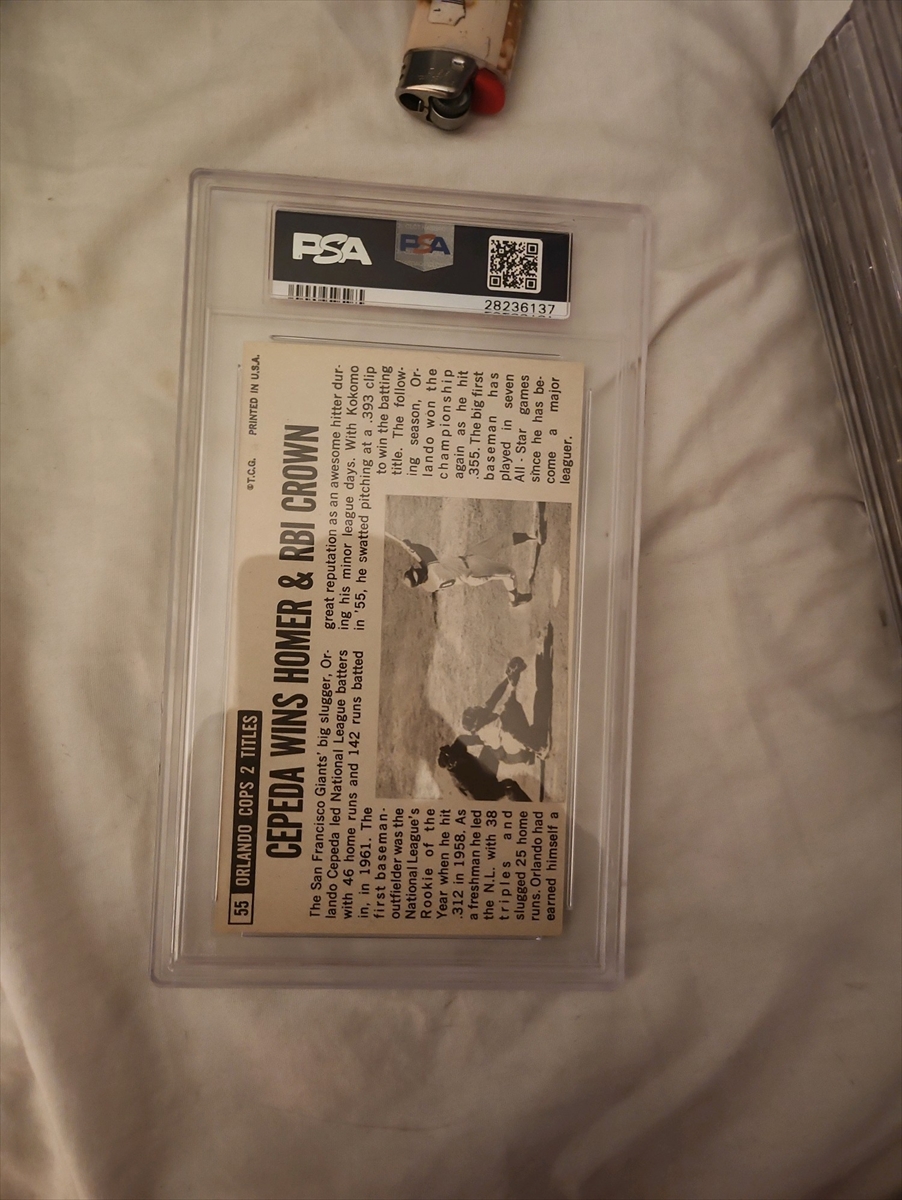 PSA
PSA
28236137
©T.C.G. PRINTED IN U.S.A.
55 ORLANDO COPS 2 TITLES
CEPEDA WINS HOMER & RBI CROWN
The San Francisco Giants' big slugger, Or-
lando Cepeda led National League batters
with 46 home runs and 142 runs batted
in, in 1961. The
first baseman-
outfielder was the
National League's
Rookie of the
Year when he hit
.312 in 1958. As
a freshman he led
the N.L. with 38
triples and
slugged 25 home
runs. Orlando had
earned himself a
great reputation as an awesome hitter dur-
ing his minor league days. With Kokomo
in '55, he swatted pitching at a .393 clip
to win the batting
title. The follow-
ing season, Or-
lando won the
championship
again as he hit
.355. The big first
baseman has
played in seven
All-Star games
since he has be-
come a major
leaguer.